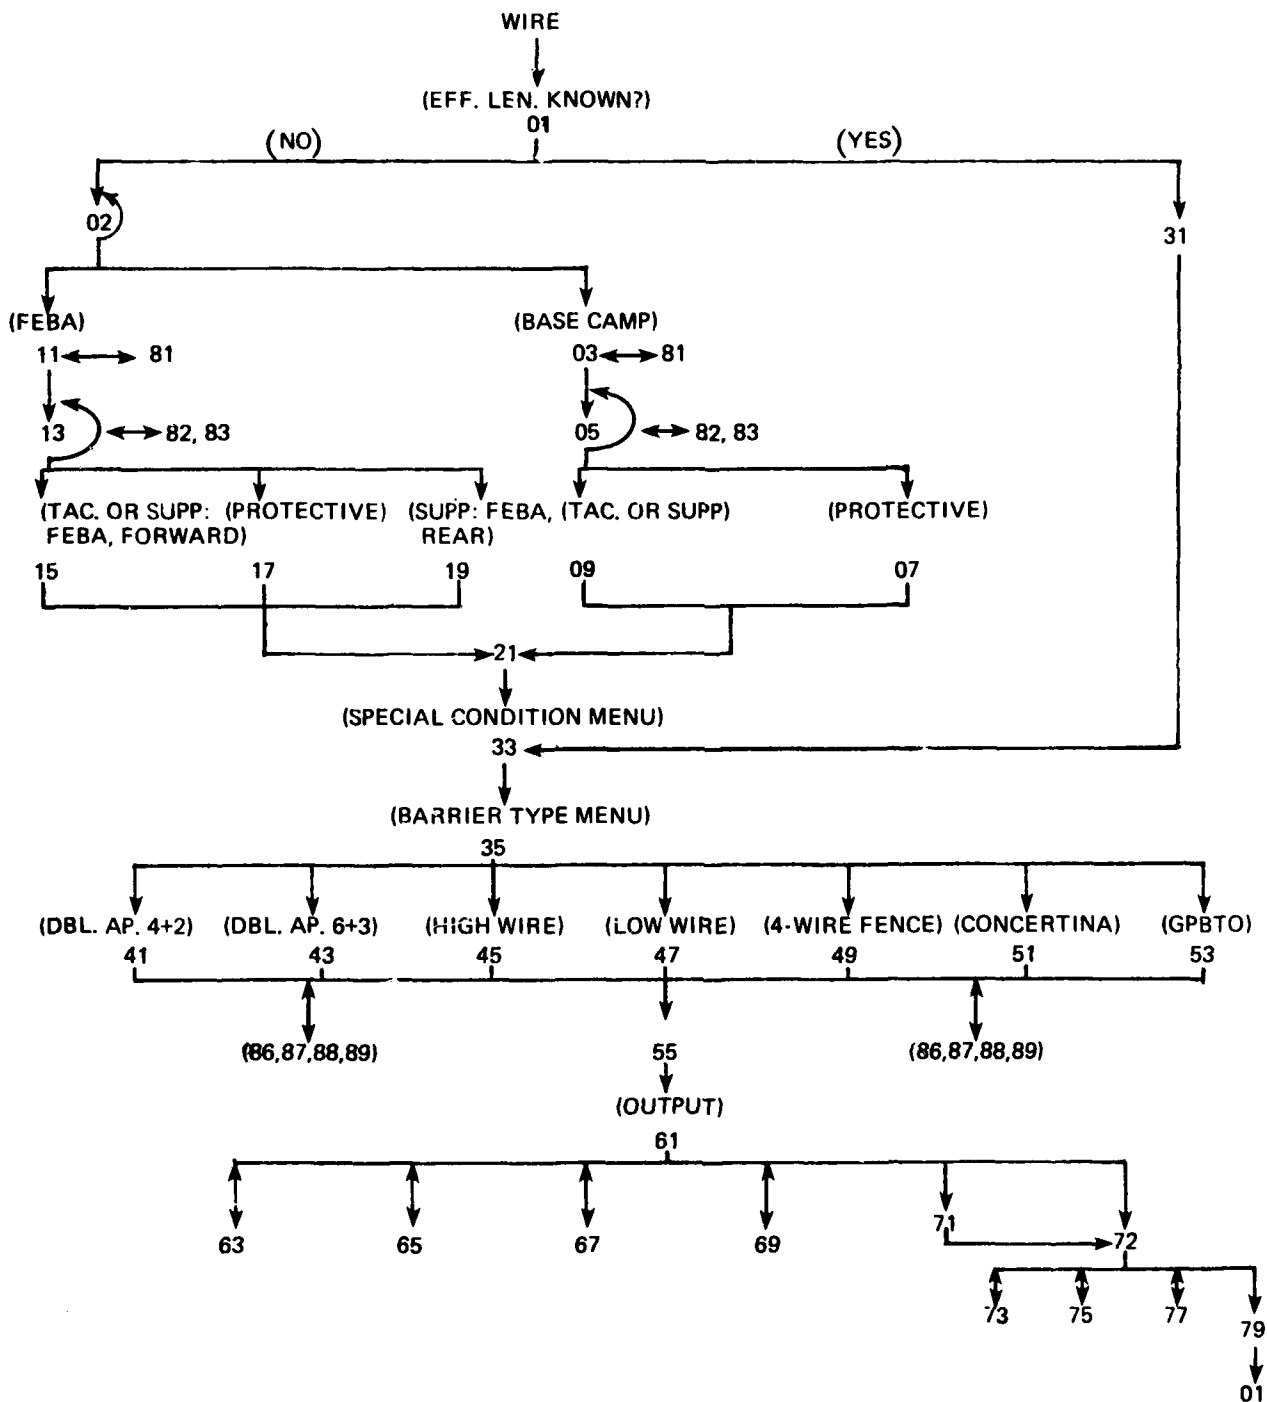 WIRE
(EFF. LEN. KNOWN?)
01
(NO) (YES)
02
31
(FEBA) (BASE CAMP)
11 81 03 81
13 82, 83 05 82, 83
(TAC. OR SUPP: (PROTECTIVE) (SUPP: FEBA, (TAC. OR SUPP) (PROTECTIVE)
FEBA, FORWARD) REAR)
15 17 19 09 07
21
(SPECIAL CONDITION MENU)
33
(BARRIER TYPE MENU)
35
(DBL. AP. 4+2) (DBL. AP. 6+3) (HIGH WIRE) (LOW WIRE) (4-WIRE FENCE) (CONCERTINA) (GPBTO)
41 43 45 47 49 51 53
(86,87,88,89) 55 (86,87,88,89)
(OUTPUT)
61
71
63 65 67 69 72
73 75 77
79
01